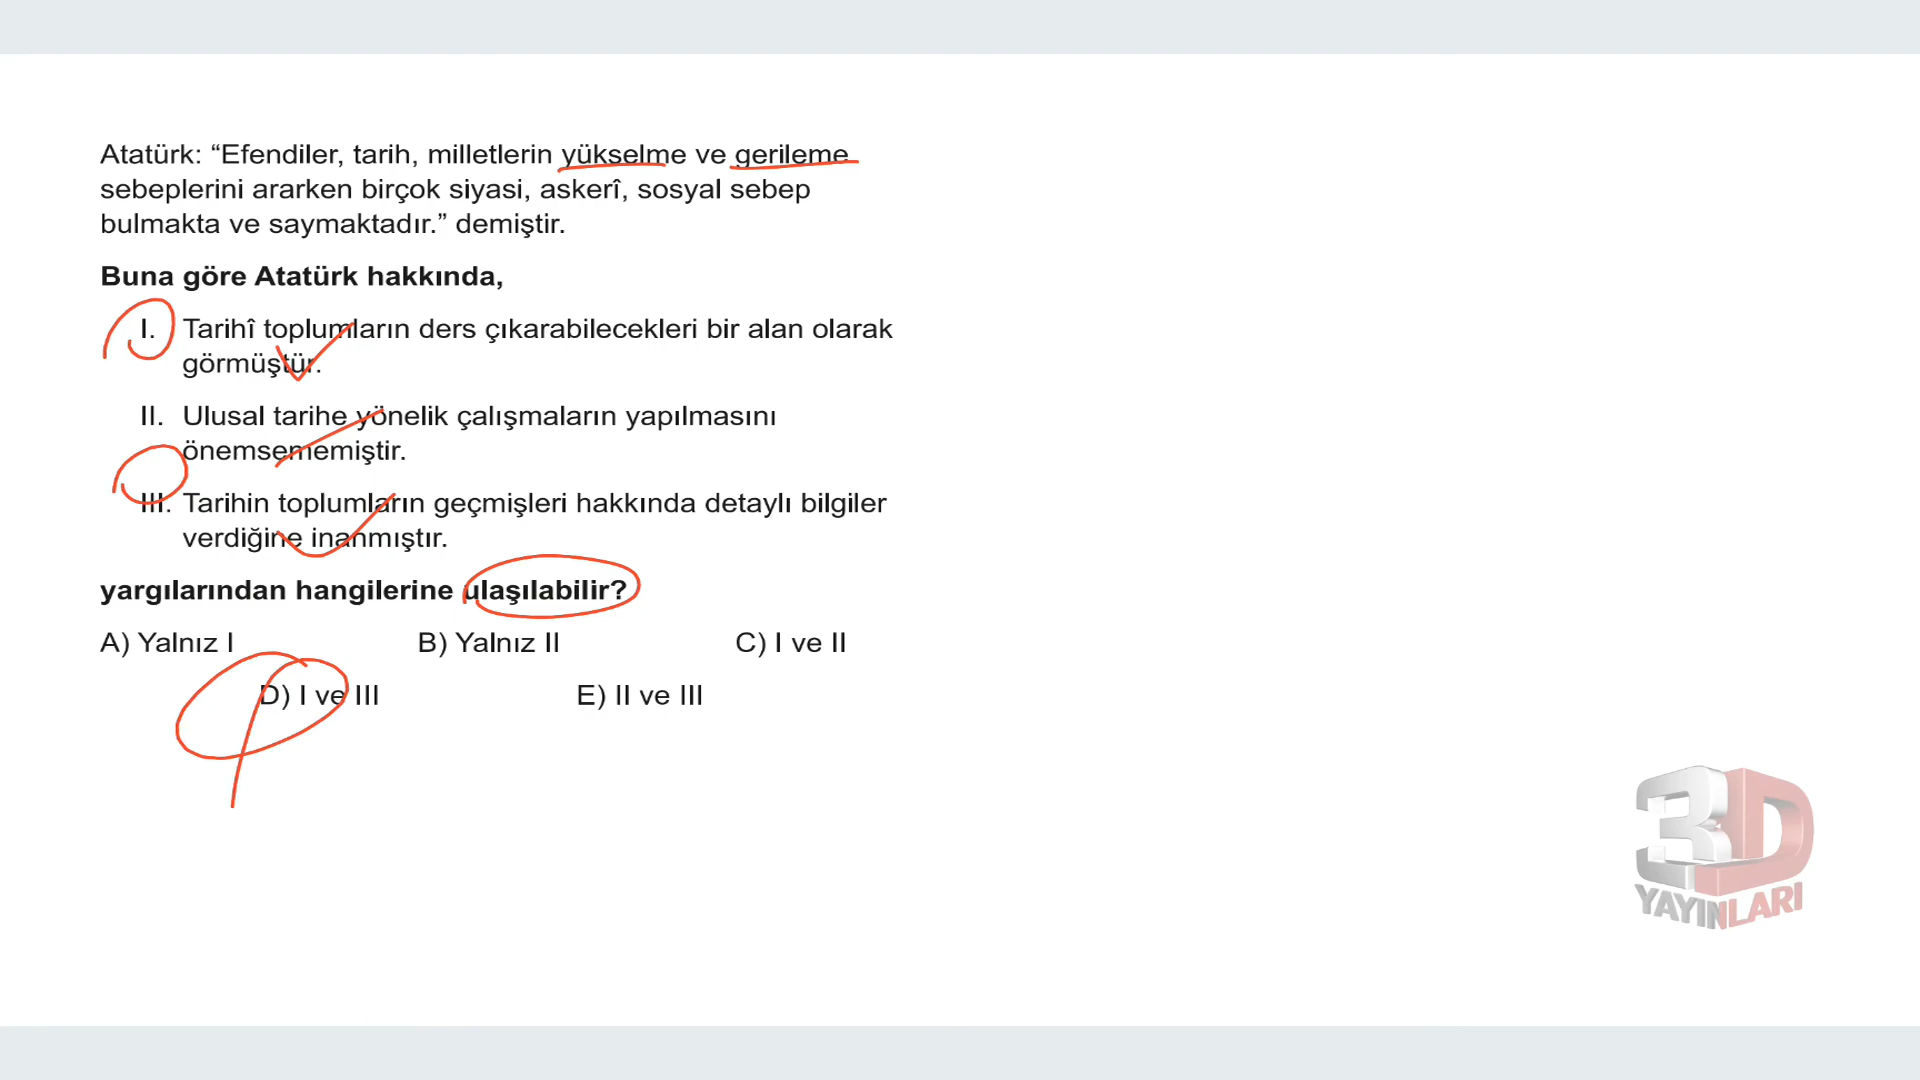 Atatürk: “Efendiler, tarih, milletlerin yükselme ve gerileme
sebeplerini ararken birçok siyasi, askerî, sosyal sebep
bulmakta ve saymaktadır.” demiştir.
Buna göre Atatürk hakkında,
I. Tarihî toplumların ders çıkarabilecekleri bir alan olarak
görmüştür.
II. Ulusal tarihe yönelik çalışmaların yapılmasını
önemsememiştir.
III. Tarihin toplumların geçmişleri hakkında detaylı bilgiler
verdiğine inanmıştır.
yargılarından hangilerine ulaşılabilir?
A) Yalnız I B) Yalnız II C) I ve II
D) I ve III E) II ve III
3D
YAYINLARI